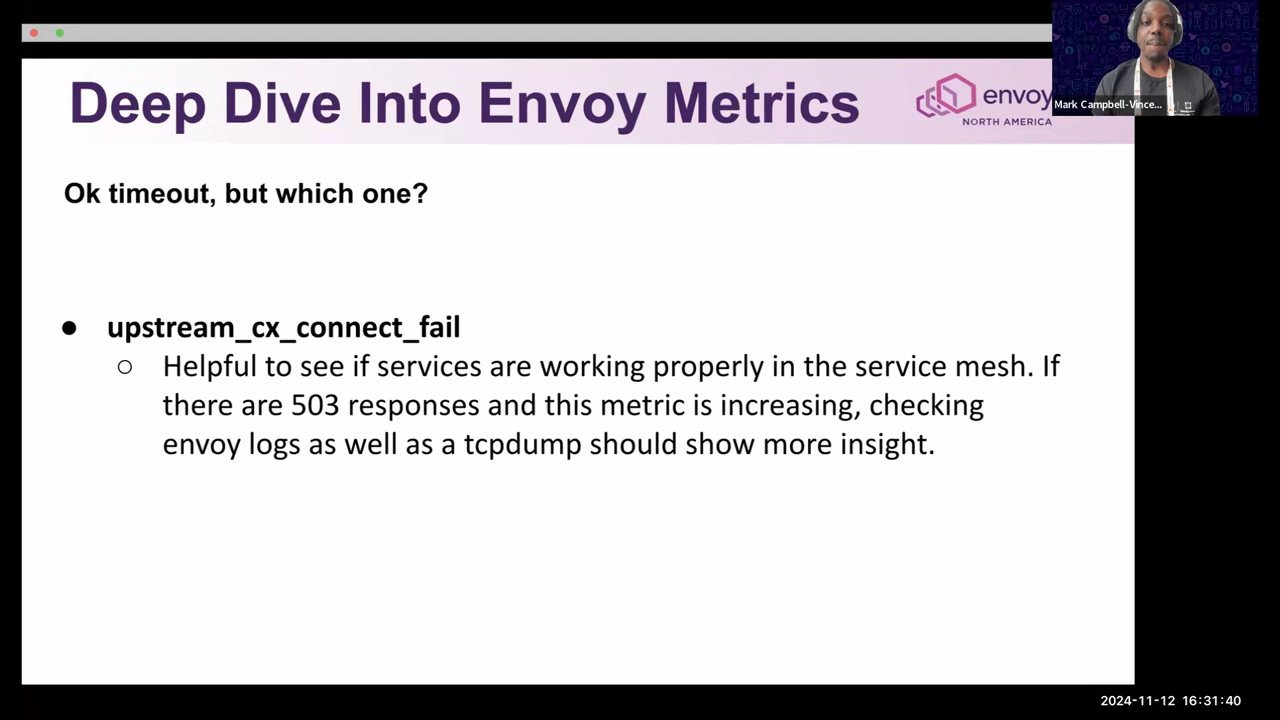 Deep Dive Into Envoy Metrics
envoy
NORTH AMERICA
Mark Campbell-Vince...
Ok timeout, but which one?
● upstream_cx_connect_fail
○ Helpful to see if services are working properly in the service mesh. If
there are 503 responses and this metric is increasing, checking
envoy logs as well as a tcpdump should show more insight.
2024-11-12 16:31:40